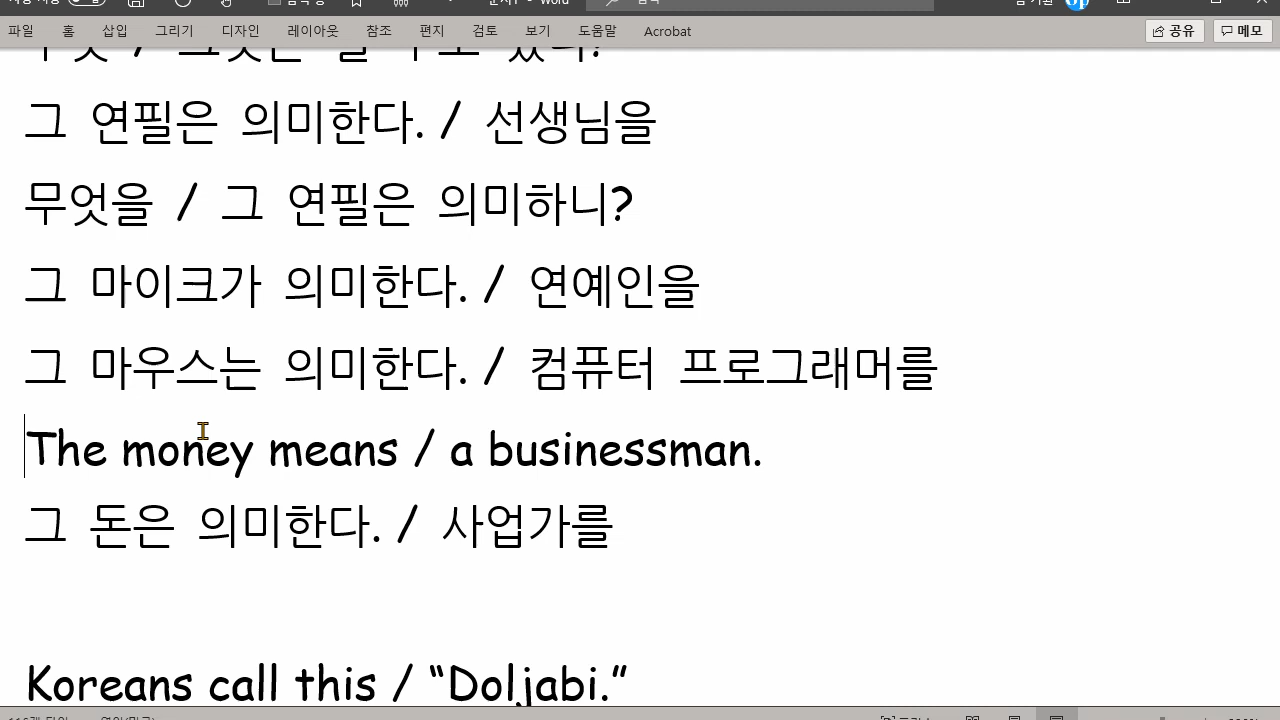 Word
파일 홈 삽입 그리기 디자인 레이아웃 참조 편지 검토 보기 도움말 Acrobat 공유 메모
그 연필은 의미한다. / 선생님을
무엇을 / 그 연필은 의미하니?
그 마이크가 의미한다. / 연예인을
그 마우스는 의미한다. / 컴퓨터 프로그래머를
The money means / a businessman.
그 돈은 의미한다. / 사업가를
Koreans call this / “Doljabi.”